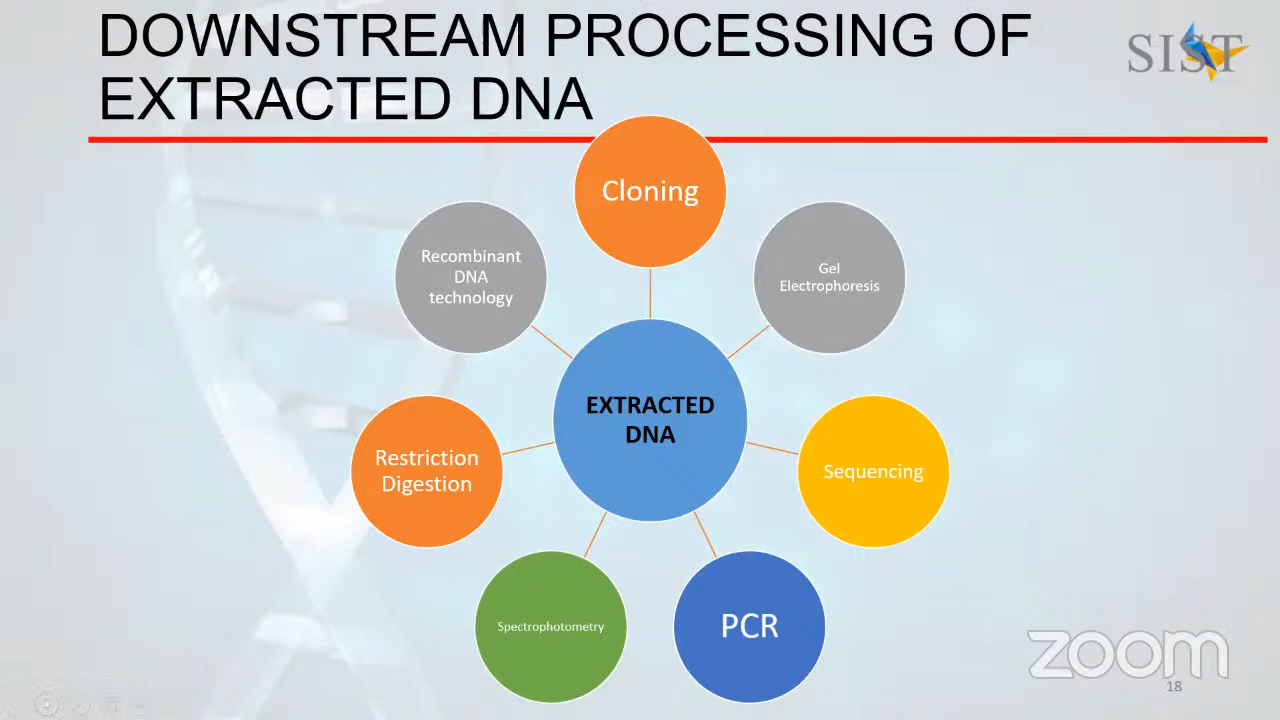 DOWNSTREAM PROCESSING OF
EXTRACTED DNA
SIST
Cloning
Gel
Electrophoresis
Sequencing
PCR
Spectrophotometry
Restriction
Digestion
Recombinant
DNA
technology
EXTRACTED
DNA
zoom
18